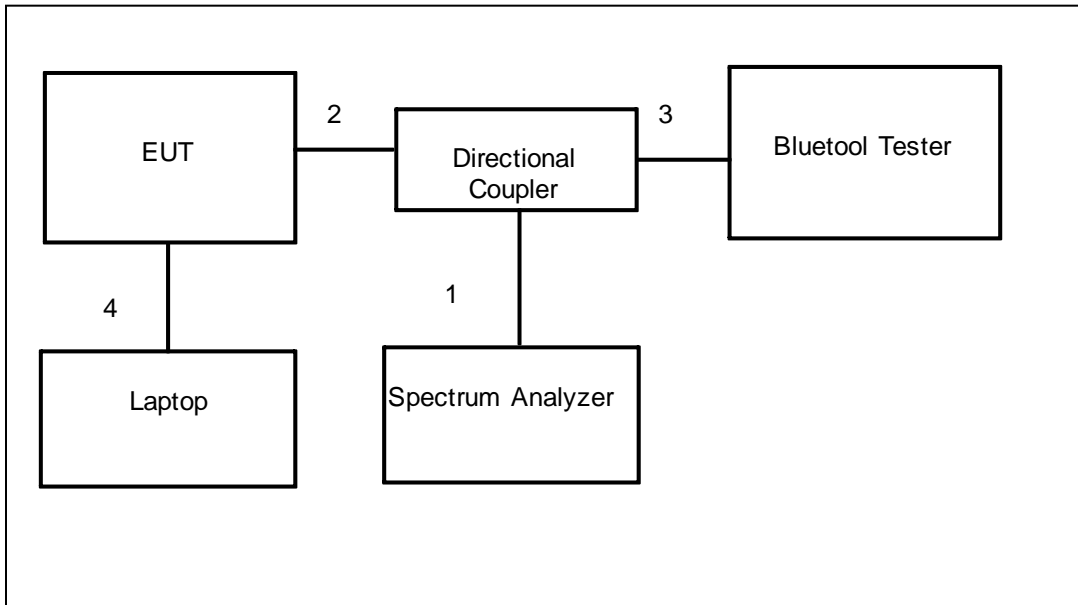 EUT
2
Directional
Coupler
3
Bluetool Tester
4
1
Laptop
Spectrum Analyzer